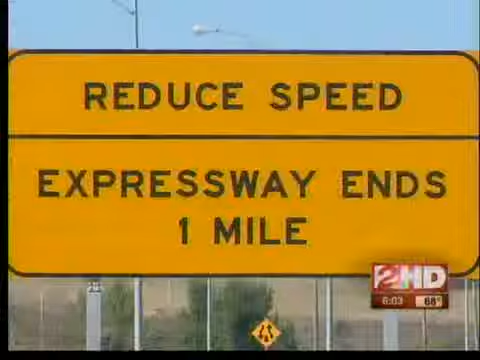 REDUCE SPEED
EXPRESSWAY ENDS
1 MILE
2HD
6:03 68°